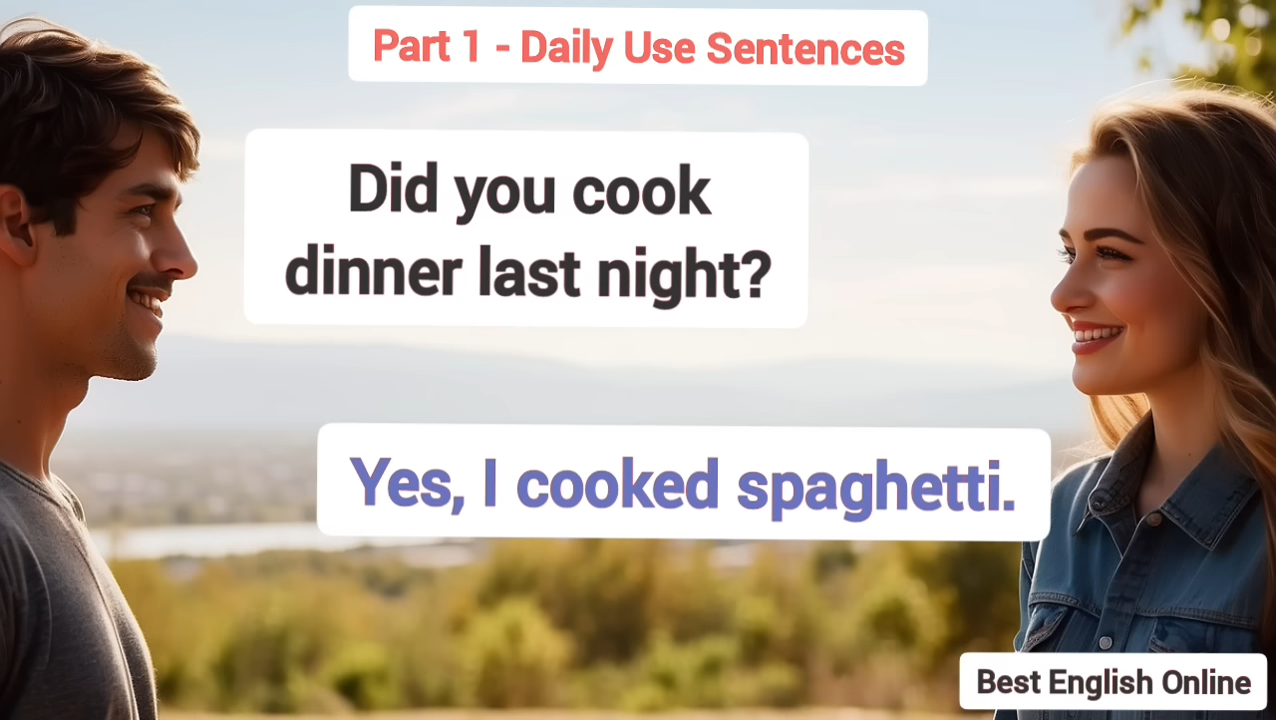 Part 1 - Daily Use Sentences
Did you cook
dinner last night?
Yes, I cooked spaghetti.
Best English Online